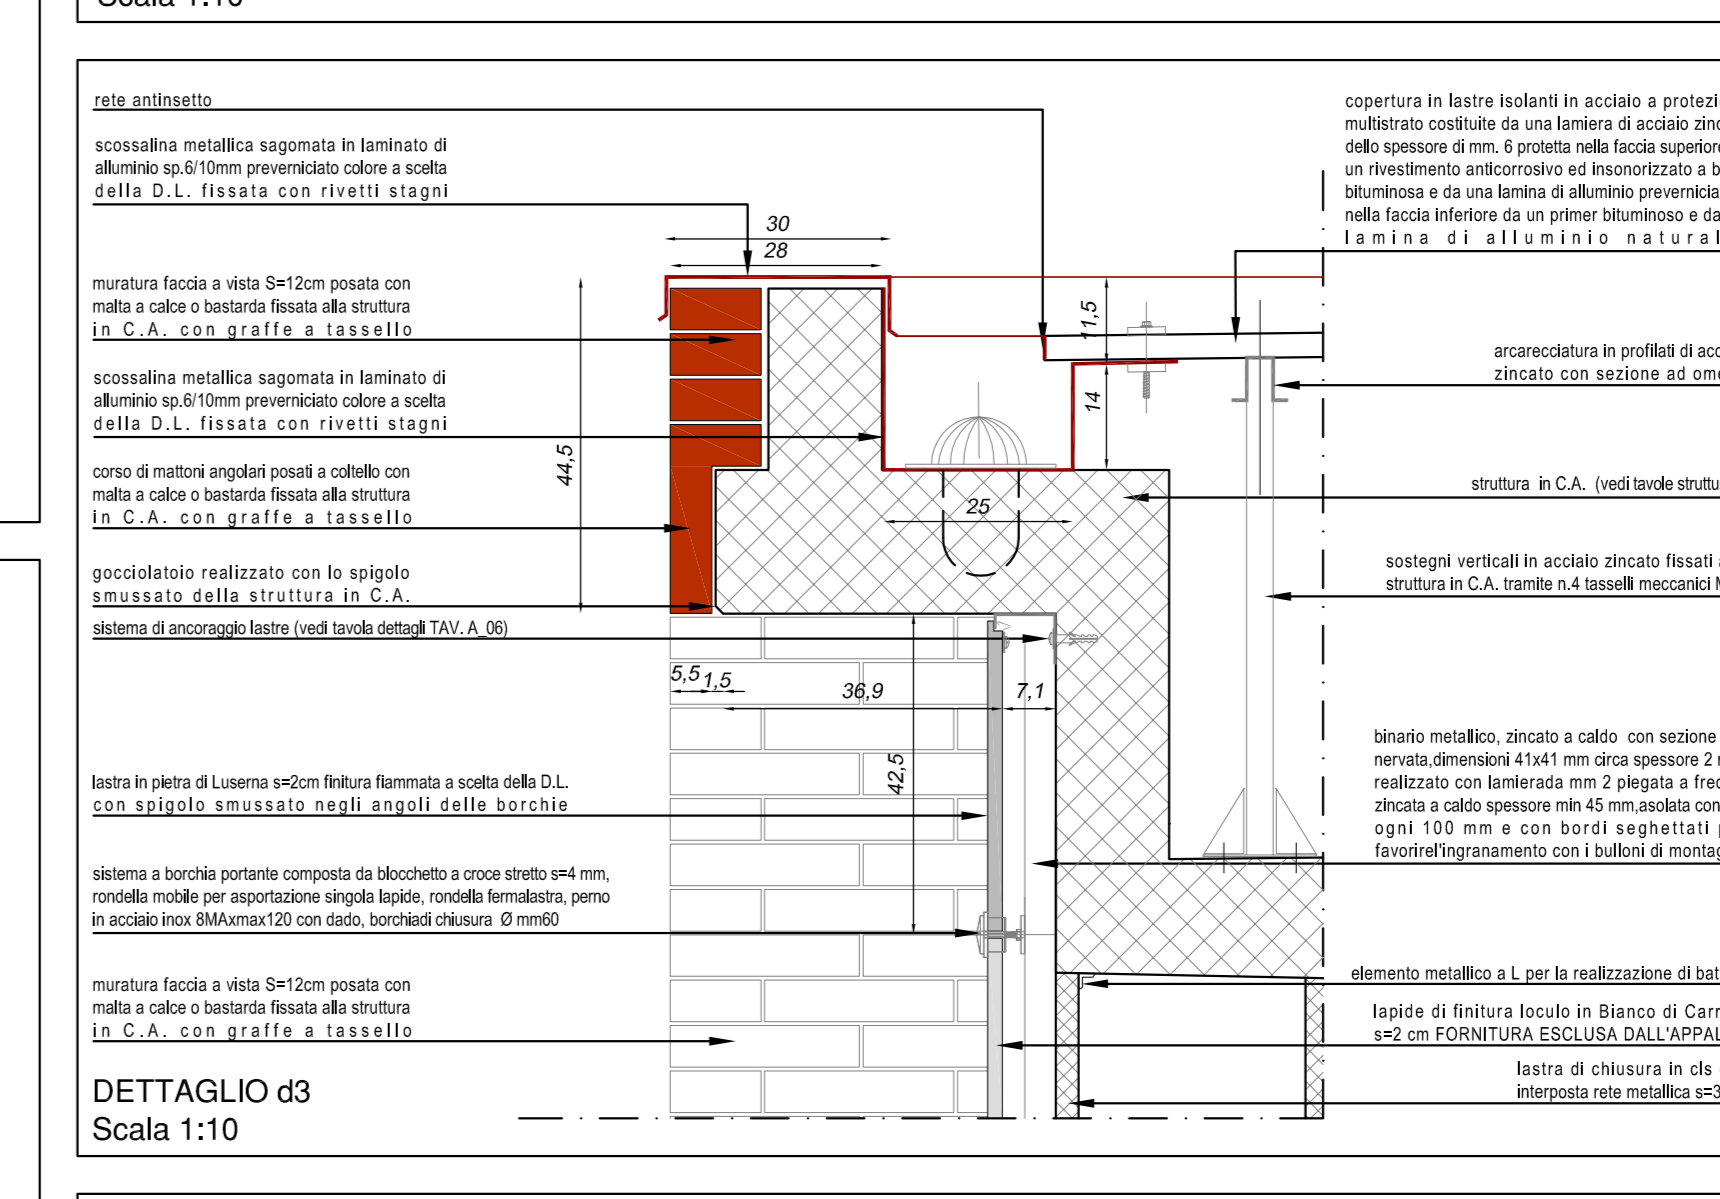 Scala 1:10
rete antinsetto
scossalina metallica sagomata in laminato di
alluminio sp.6/10mm preverniciato colore a scelta
della D.L. fissata con rivetti stagni
muratura faccia a vista S=12cm posata con
malta a calce o bastarda fissata alla struttura
in C.A. con graffe a tassello
scossalina metallica sagomata in laminato di
alluminio sp.6/10mm preverniciato colore a scelta
della D.L. fissata con rivetti stagni
corso di mattoni angolari posati a coltello con
malta a calce o bastarda fissata alla struttura
in C.A. con graffe a tassello
gocciolatoio realizzato con lo spigolo
smussato della struttura in C.A.
sistema di ancoraggio lastre (vedi tavola dettagli TAV. A_06)
lastra in pietra di Luserna s=2cm finitura fiammata a scelta della D.L.
con spigolo smussato negli angoli delle borchie
sistema a borchia portante composta da blocchetto a croce stretto s=4 mm,
rondella mobile per asportazione singola lapide, rondella fermalastra, perno
in acciaio inox 8MAxmax120 con dado, borchiadi chiusura Ø mm60
muratura faccia a vista S=12cm posata con
malta a calce o bastarda fissata alla struttura
in C.A. con graffe a tassello
DETTAGLIO d3
Scala 1:10
30
28
44,5
11,5
14
25
5,5
1,5
36,9
7,1
42,5
copertura in lastre isolanti in acciaio a protezi
multistrato costituite da una lamiera di acciaio zinc
dello spessore di mm. 6 protetta nella faccia superiore
un rivestimento anticorrosivo ed insonorizzato a b
bituminosa e da una lamina di alluminio prevernicia
nella faccia inferiore da un primer bituminoso e da
lamina di alluminio natural
arcarecciatura in profilati di acc
zincato con sezione ad ome
struttura in C.A. (vedi tavole struttu
sostegni verticali in acciaio zincato fissati a
struttura in C.A. tramite n.4 tasselli meccanici M
binario metallico, zincato a caldo con sezione
nervata,dimensioni 41x41 mm circa spessore 2 m
realizzato con lamierada mm 2 piegata a fred
zincata a caldo spessore min 45 mm,asolata con
ogni 100 mm e con bordi seghettati p
favorirel'ingranamento con i bulloni di montag
elemento metallico a L per la realizzazione di bat
lapide di finitura loculo in Bianco di Carr
s=2 cm FORNITURA ESCLUSA DALL'APPAL
lastra di chiusura in cls
interposta rete metallica s=3